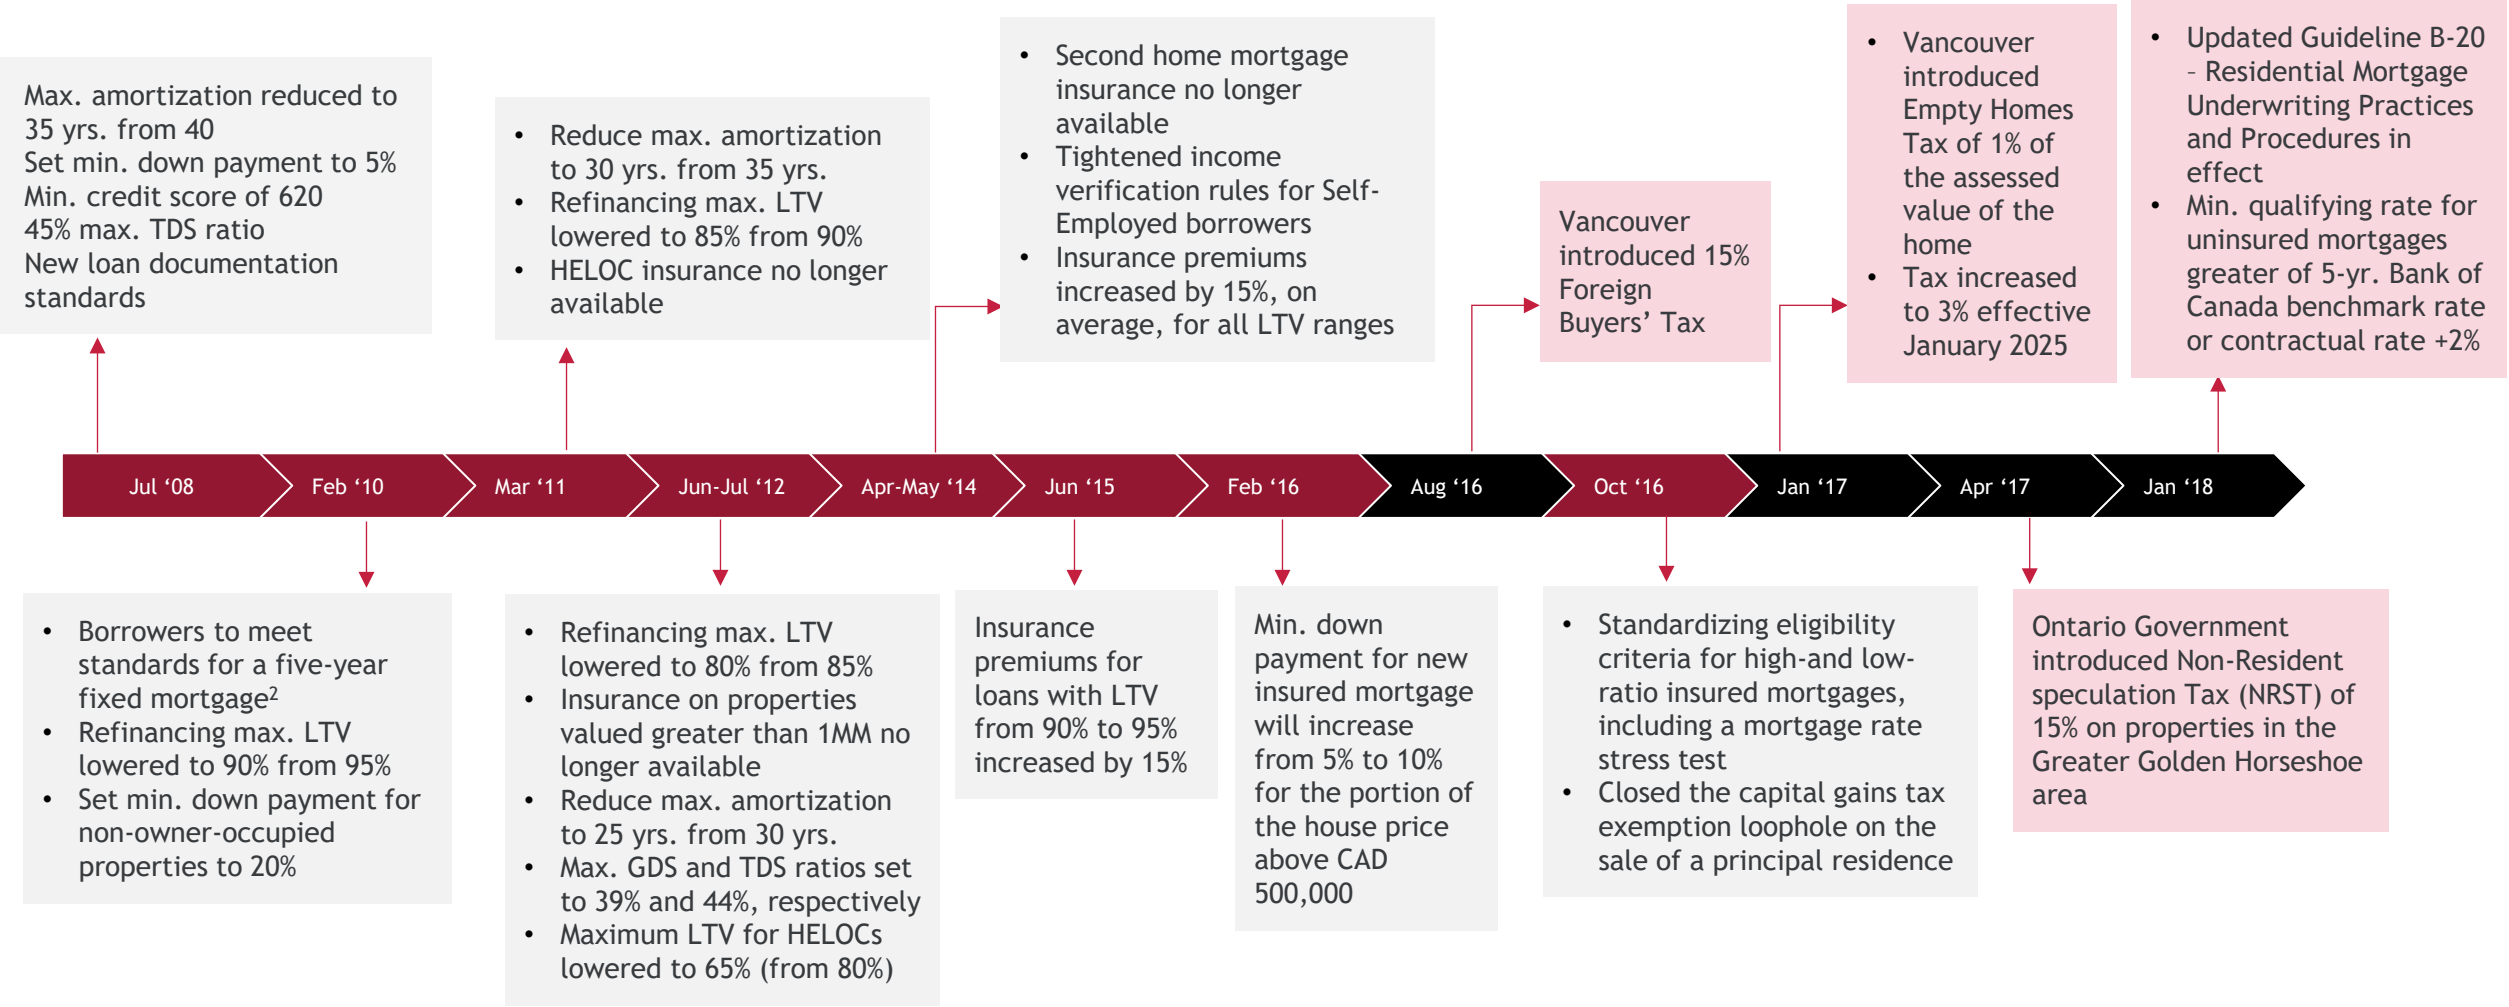 Max. amortization reduced to
35 yrs. from 40
Set min. down payment to 5%
Min. credit score of 620
45% max. TDS ratio
New loan documentation
standards
• Reduce max. amortization
to 30 yrs. from 35 yrs.
• Refinancing max. LTV
lowered to 85% from 90%
• HELOC insurance no longer
available
• Second home mortgage
insurance no longer
available
• Tightened income
verification rules for Self-
Employed borrowers
• Insurance premiums
increased by 15%, on
average, for all LTV ranges
Vancouver
introduced 15%
Foreign
Buyers’ Tax
• Vancouver
introduced
Empty Homes
Tax of 1% of
the assessed
value of the
home
• Tax increased
to 3% effective
January 2025
• Updated Guideline B-20
– Residential Mortgage
Underwriting Practices
and Procedures in
effect
• Min. qualifying rate for
uninsured mortgages
greater of 5-yr. Bank of
Canada benchmark rate
or contractual rate +2%
Jul ‘08
Feb ‘10
Mar ‘11
Jun-Jul ‘12
Apr-May ‘14
Jun ‘15
Feb ‘16
Aug ‘16
Oct ‘16
Jan ‘17
Apr ‘17
Jan ‘18
• Borrowers to meet
standards for a five-year
fixed mortgage²
• Refinancing max. LTV
lowered to 90% from 95%
• Set min. down payment for
non-owner-occupied
properties to 20%
• Refinancing max. LTV
lowered to 80% from 85%
• Insurance on properties
valued greater than 1MM no
longer available
• Reduce max. amortization
to 25 yrs. from 30 yrs.
• Max. GDS and TDS ratios set
to 39% and 44%, respectively
• Maximum LTV for HELOCs
lowered to 65% (from 80%)
Insurance
premiums for
loans with LTV
from 90% to 95%
increased by 15%
Min. down
payment for new
insured mortgage
will increase
from 5% to 10%
for the portion of
the house price
above CAD
500,000
• Standardizing eligibility
criteria for high-and low-
ratio insured mortgages,
including a mortgage rate
stress test
• Closed the capital gains tax
exemption loophole on the
sale of a principal residence
Ontario Government
introduced Non-Resident
speculation Tax (NRST) of
15% on properties in the
Greater Golden Horseshoe
area